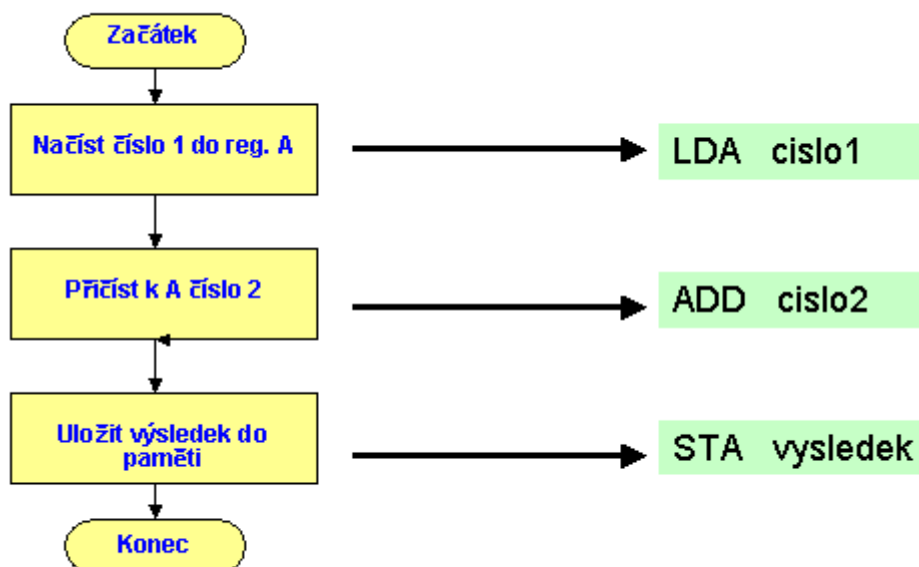 Začátek
Načíst číslo 1 do reg. A
LDA cislo1
Přičíst k A číslo 2
ADD cislo2
Uložit výsledek do
paměti
STA vysledek
Konec